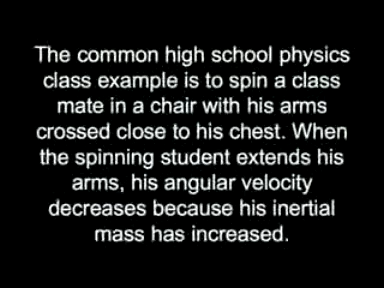 The common high school physics
class example is to spin a class
mate in a chair with his arms
crossed close to his chest. When
the spinning student extends his
arms, his angular velocity
decreases because his inertial
mass has increased.